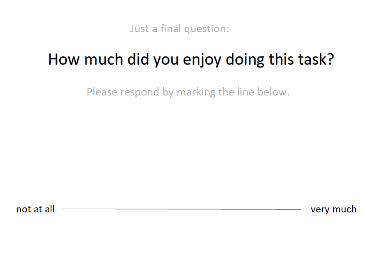 Just a final question:
How much did you enjoy doing this task?
Please respond by marking the line below.
not at all very much